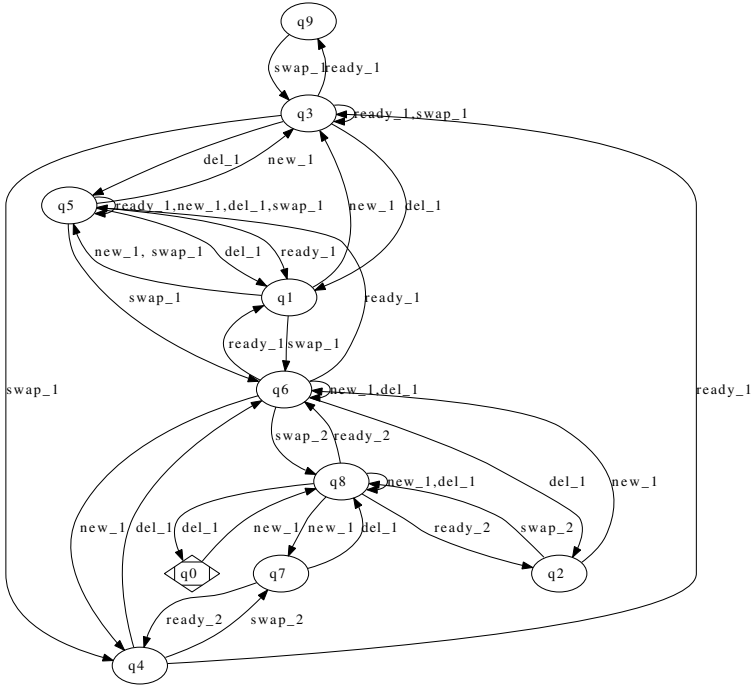 q9
swap_1 ready_1
q3 ready_1,swap_1
del_1 new_1
q5 ready_1,new_1,del_1,swap_1 new_1 del_1
new_1, swap_1 del_1 ready_1
swap_1 q1 ready_1
ready_1 swap_1
swap_1 q6 new_1,del_1 ready_1
swap_2 ready_2
q8 new_1,del_1 del_1 new_1
new_1 del_1 del_1 new_1 new_1 del_1 ready_2 swap_2
q0 q7 q2
ready_2 swap_2
q4